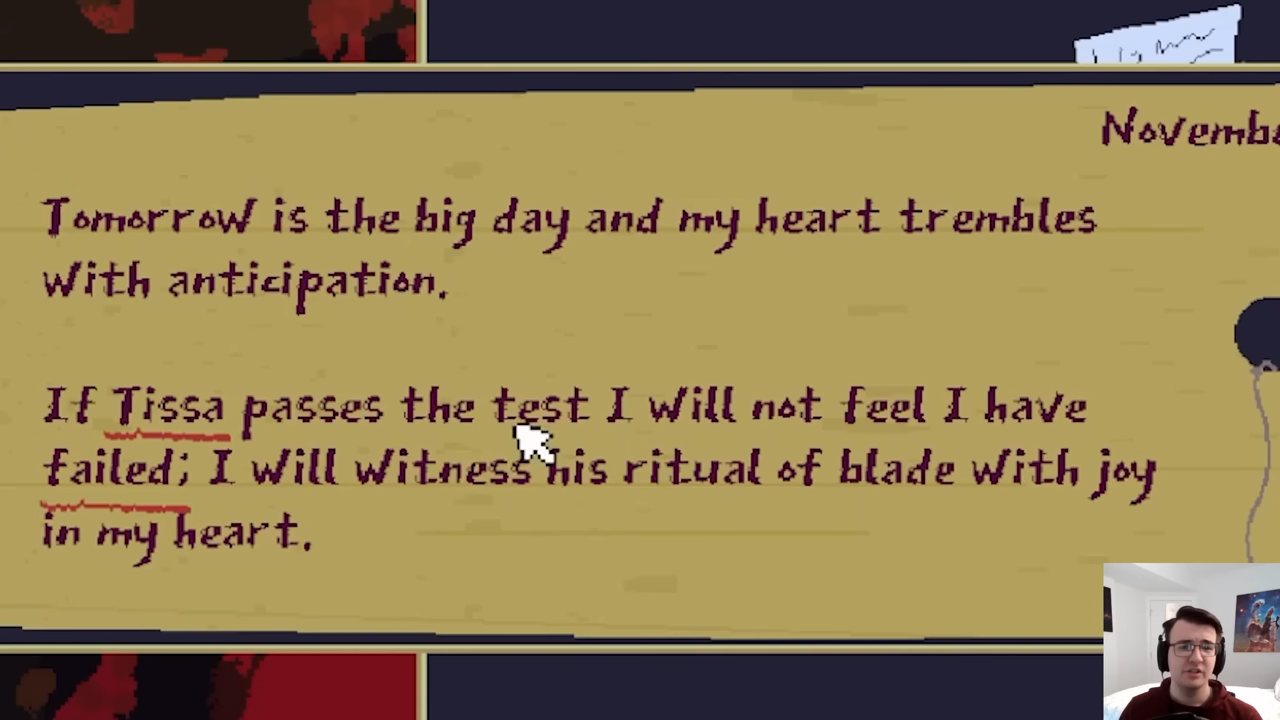 Novembe
Tomorrow is the big day and my heart trembles
with anticipation.
If Tissa passes the test I will not feel I have
failed; I will witness his ritual of blade with joy
in my heart.